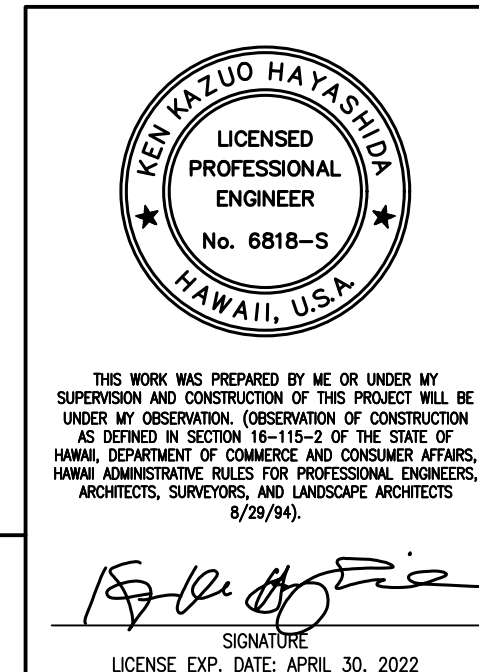 KEN KAZUO HAYASHIDA
LICENSED
PROFESSIONAL
ENGINEER
No. 6818-S
HAWAII, U.S.A.
THIS WORK WAS PREPARED BY ME OR UNDER MY
SUPERVISION AND CONSTRUCTION OF THIS PROJECT WILL BE
UNDER MY OBSERVATION. (OBSERVATION OF CONSTRUCTION
AS DEFINED IN SECTION 16-115-2 OF THE STATE OF
HAWAII, DEPARTMENT OF COMMERCE AND CONSUMER AFFAIRS,
HAWAII ADMINISTRATIVE RULES FOR PROFESSIONAL ENGINEERS,
ARCHITECTS, SURVEYORS, AND LANDSCAPE ARCHITECTS
8/29/94).
SIGNATURE
LICENSE EXP. DATE: APRIL 30, 2022